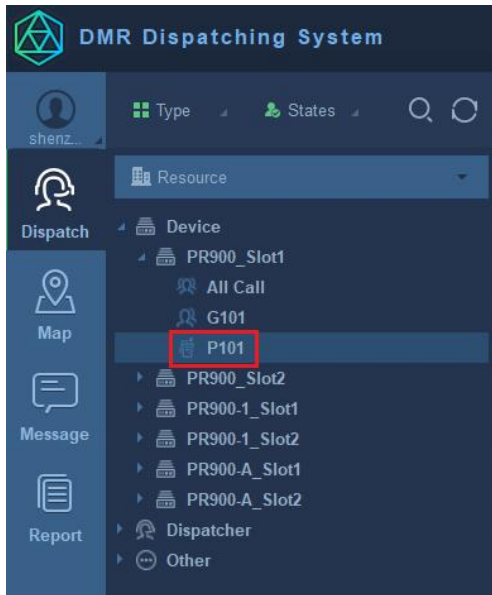 DMR Dispatching System
Type States
shenz...
Resource
Dispatch
Device
PR900_Slot1
All Call
G101
Map
P101
PR900_Slot2
PR900-1_Slot1
Message
PR900-1_Slot2
PR900-A_Slot1
PR900-A_Slot2
Report
Dispatcher
Other